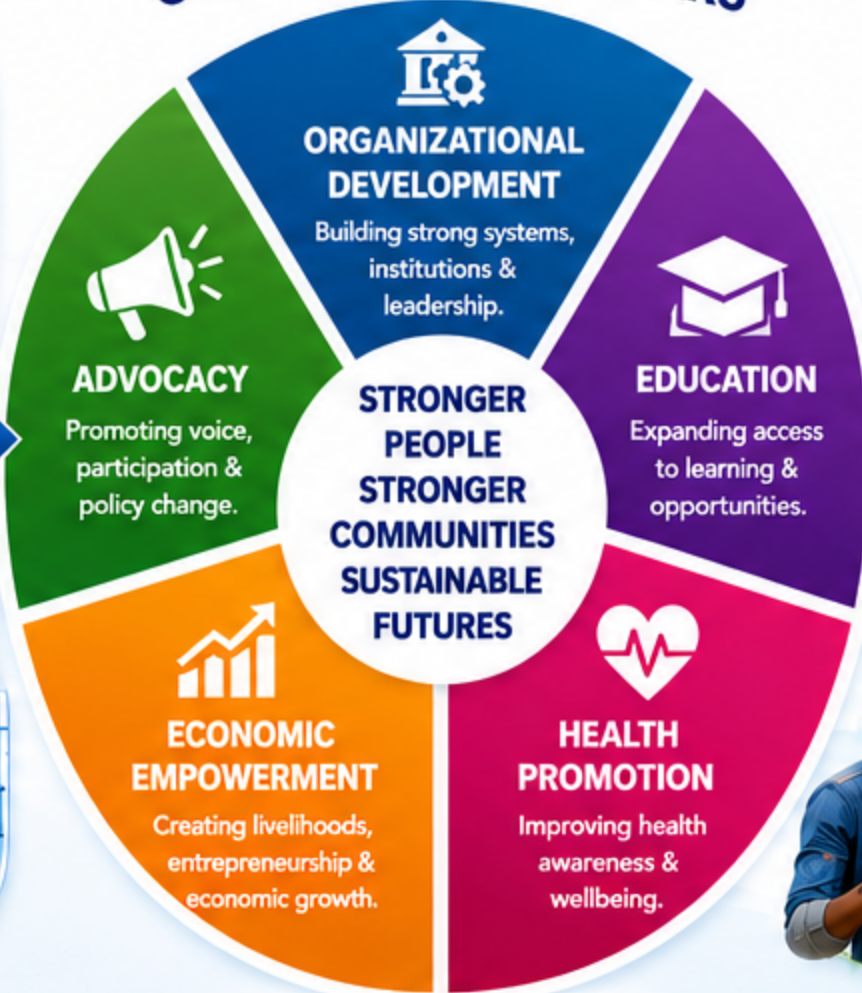 ORGANIZATIONAL
DEVELOPMENT
Building strong systems,
institutions &
leadership.
EDUCATION
Expanding access
to learning &
opportunities.
HEALTH
PROMOTION
Improving health
awareness &
wellbeing.
ECONOMIC
EMPOWERMENT
Creating livelihoods,
entrepreneurship &
economic growth.
ADVOCACY
Promoting voice,
participation &
policy change.
STRONGER
PEOPLE
STRONGER
COMMUNITIES
SUSTAINABLE
FUTURES